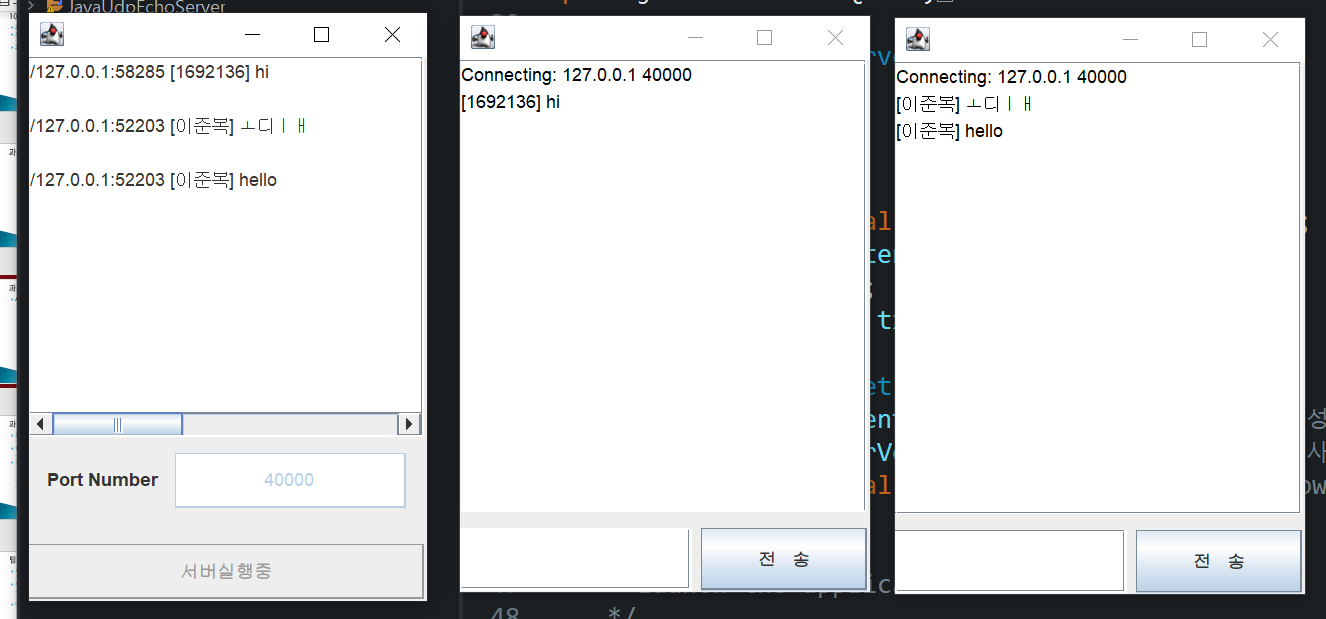 JavaUdpEchoServer
/127.0.0.1:58285 [1692136] hi
/127.0.0.1:52203 [이준복] ㅗ디ㅣㅐ
/127.0.0.1:52203 [이준복] hello
Port Number
40000
서버실행중
Connecting: 127.0.0.1 40000
[1692136] hi
전 송
Connecting: 127.0.0.1 40000
[이준복] ㅗ디ㅣㅐ
[이준복] hello
전 송
48 */